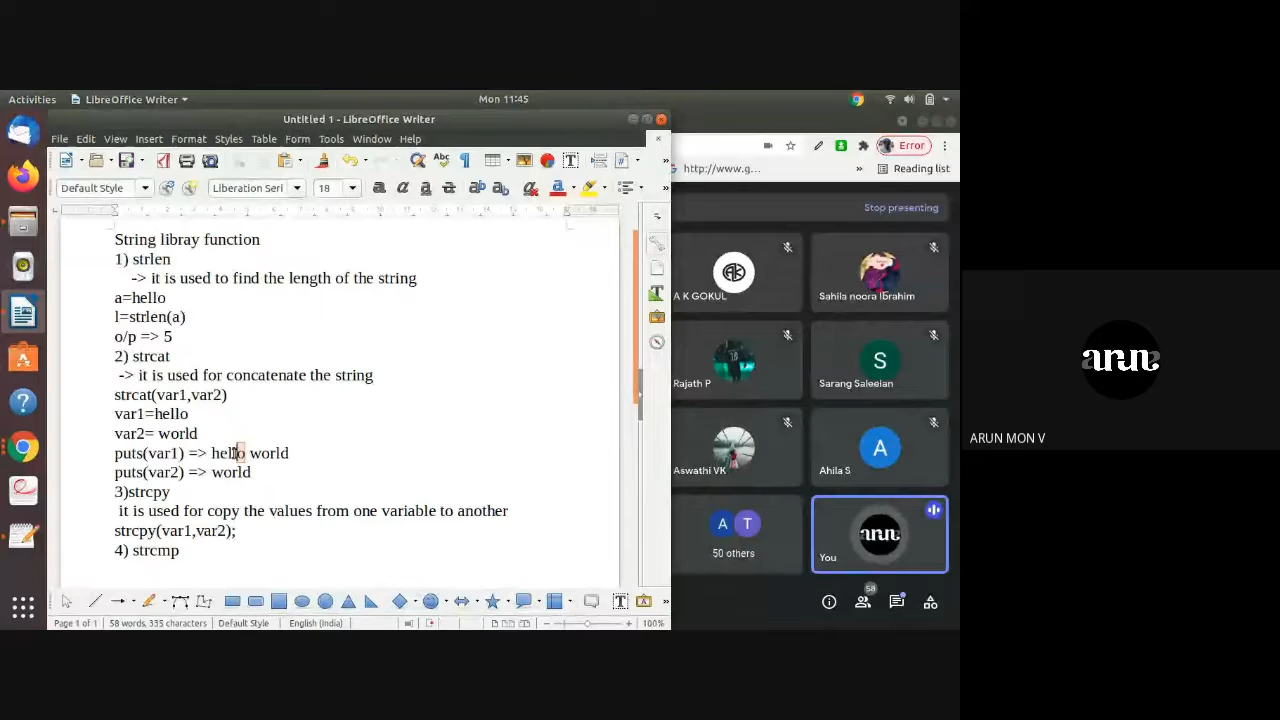 Activities
LibreOffice Writer
Mon 11:45
Untitled 1 - LibreOffice Writer
File Edit View Insert Format Styles Table Form Tools Window Help
Default Style
Liberation Seri
18
String libray function
1) strlen
-> it is used to find the length of the string
a=hello
l=strlen(a)
o/p => 5
2) strcat
-> it is used for concatenate the string
strcat(var1,var2)
var1=hello
var2= world
puts(var1) => hello world
puts(var2) => world
3)strcpy
it is used for copy the values from one variable to another
strcpy(var1,var2);
4) strcmp
Page 1 of 1
58 words, 335 characters
Default Style
English (India)
100%
Error
http://www.g...
»
Reading list
Stop presenting
A K GOKUL
Sahila noora Ibrahim
Rajath P
S
Sarang Saleelan
Aswathi VK
A
Ahila S
A T
50 others
arun
You
58
arun
ARUN MON V